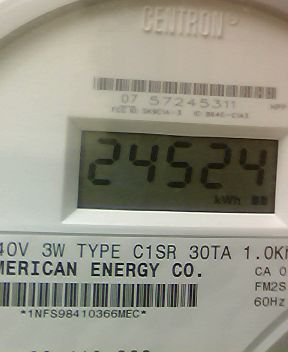 CENTRON
07 57245311
24524
kWh
40V 3W TYPE C1SR 30TA 1.0K
MERICAN ENERGY CO.
CA 0
FM2S
60Hz
*1NFS98410366MEC*